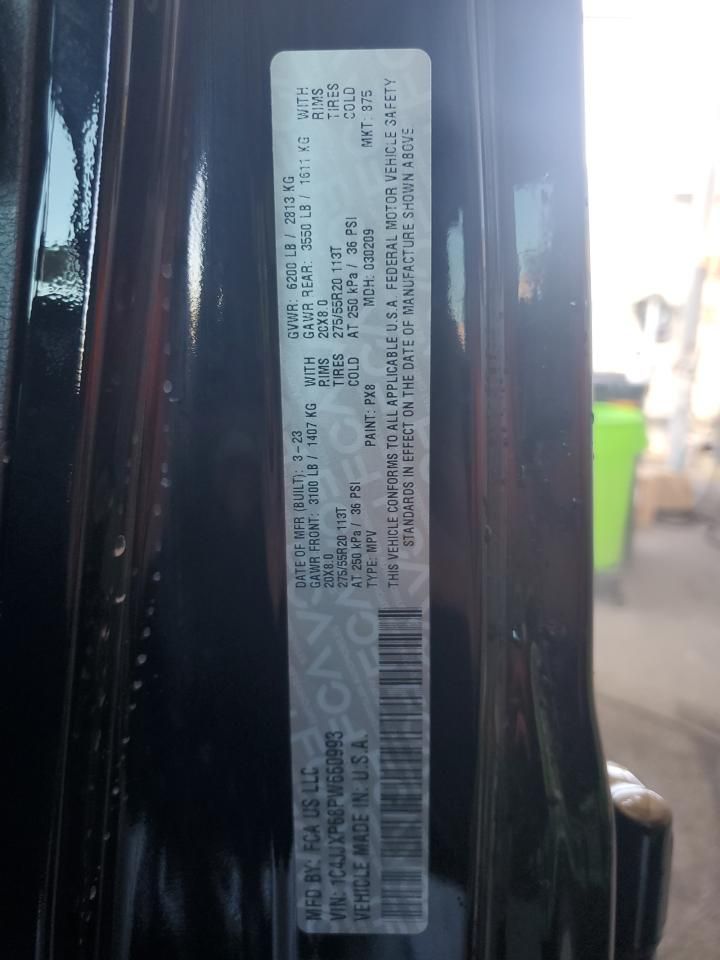 MFD BY: FCA US LLC
DATE OF MFR (BUILT): 3-23
GVWR: 6200 LB / 2813 KG
GAWR FRONT: 3100 LB / 1407 KG WITH
GAWR REAR: 3550 LB / 1611 KG WITH
20X8.0 RIMS
20X8.0 RIMS
275/55R20 113T TIRES
275/55R20 113T TIRES
AT 250 kPa / 36 PSI COLD
AT 250 kPa / 36 PSI COLD
VIN: 1C4JJXP68PW660993
TYPE: MPV
PAINT: PX8
MDH: 030209
MKT: 875
VEHICLE MADE IN: U.S.A.
THIS VEHICLE CONFORMS TO ALL APPLICABLE U.S.A. FEDERAL MOTOR VEHICLE SAFETY
STANDARDS IN EFFECT ON THE DATE OF MANUFACTURE SHOWN ABOVE
FCA